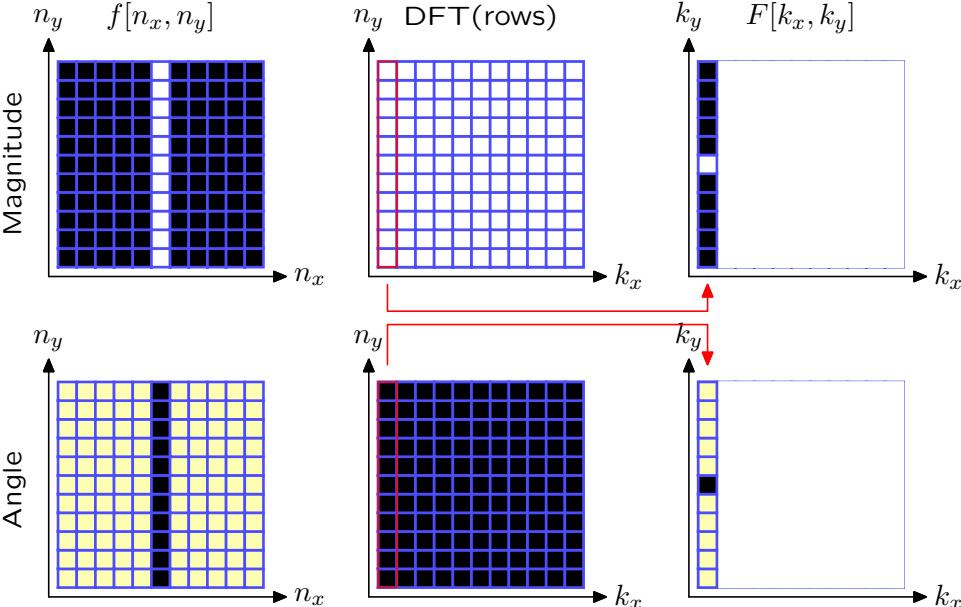 n_y f[n_x, n_y] n_y DFT(rows) k_y F[k_x, k_y]
Magnitude
n_x k_x k_x
n_y n_y k_y
Angle
n_x k_x k_x